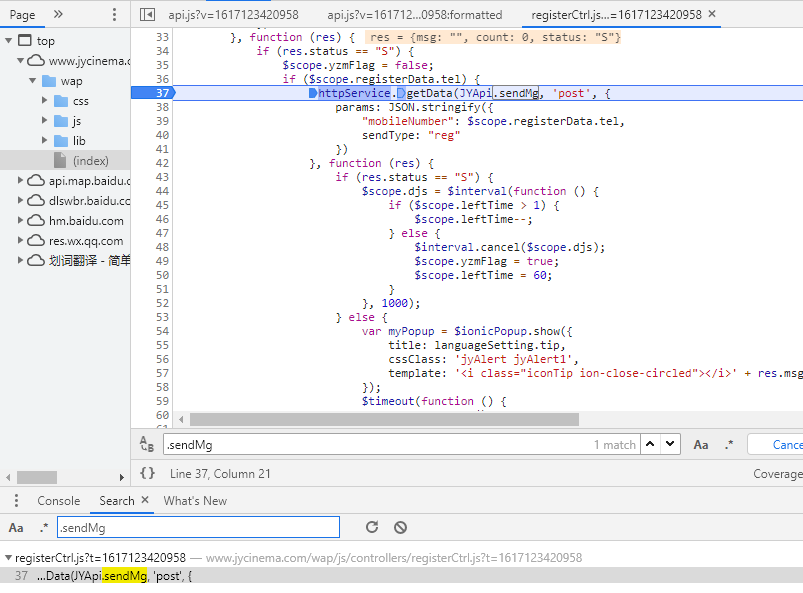 Page » ⋮ api.js?v=1617123420958 api.js?v=161712...0958:formatted registerCtrl.js...=1617123420958 ×
top
www.jycinema.c
wap
css
js
lib
(index)
api.map.baidu.c
dlswbr.baidu.co
hm.baidu.com
res.wx.qq.com
划词翻译 - 简单
33 }, function (res) { res = {msg: "", count: 0, status: "S"}
34 if (res.status == "S") {
35 $scope.yzmFlag = false;
36 if ($scope.registerData.tel) {
37 httpService.getData(JYApi.sendMg, 'post', {
38 params: JSON.stringify({
39 "mobileNumber": $scope.registerData.tel,
40 sendType: "reg"
41 })
42 }, function (res) {
43 if (res.status == "S") {
44 $scope.djs = $interval(function () {
45 if ($scope.leftTime > 1) {
46 $scope.leftTime--;
47 } else {
48 $interval.cancel($scope.djs);
49 $scope.yzmFlag = true;
50 $scope.leftTime = 60;
51 }
52 }, 1000);
53 } else {
54 var myPopup = $ionicPopup.show({
55 title: languageSetting.tip,
56 cssClass: 'jyAlert jyAlert1',
57 template: '<i class="iconTip ion-close-circled"></i>' + res.msg
58 });
59 $timeout(function () {
60
.sendMg 1 match Aa .* Cance
{} Line 37, Column 21 Coverage
⋮ Console Search × What's New
Aa .* .sendMg
registerCtrl.js?t=1617123420958 — www.jycinema.com/wap/js/controllers/registerCtrl.js?t=1617123420958
37 ...Data(JYApi.sendMg, 'post', {